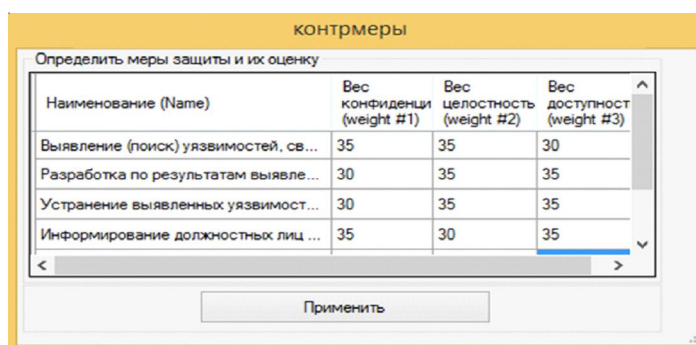 контрмеры
Определить меры защиты и их оценку
Наименование (Name)
Вес
конфиденци
(weight #1)
Вес
целостность
(weight #2)
Вес
доступност
(weight #3)
Выявление (поиск) уязвимостей, св... 35 35 30
Разработка по результатам выявле... 30 35 35
Устранение выявленных уязвимост... 30 35 35
Информирование должностных лиц ... 35 30 35
Применить